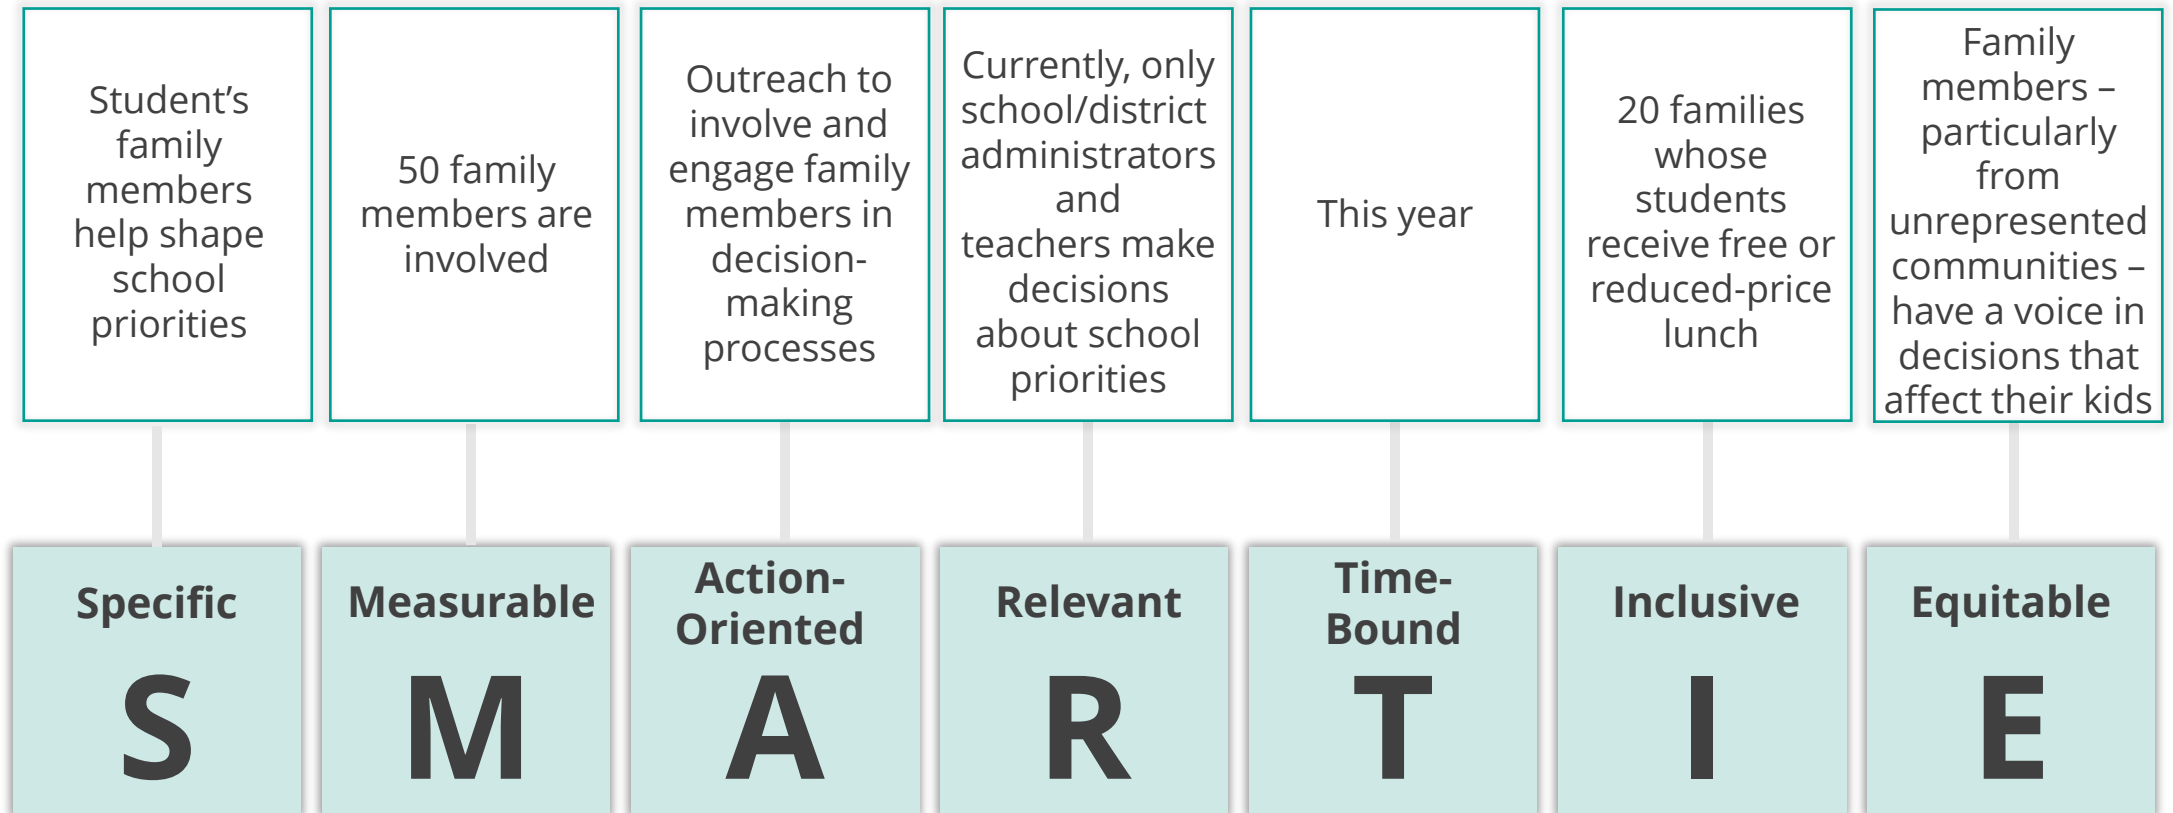 Student’s
family
members
help shape
school
priorities
50 family
members are
involved
Outreach to
involve and
engage family
members in
decision-
making
processes
Currently, only
school/district
administrators
and
teachers make
decisions
about school
priorities
This year
20 families
whose
students
receive free or
reduced-price
lunch
Family
members –
particularly
from
unrepresented
communities –
have a voice in
decisions that
affect their kids
Specific
S
Measurable
M
Action-
Oriented
A
Relevant
R
Time-
Bound
T
Inclusive
I
Equitable
E